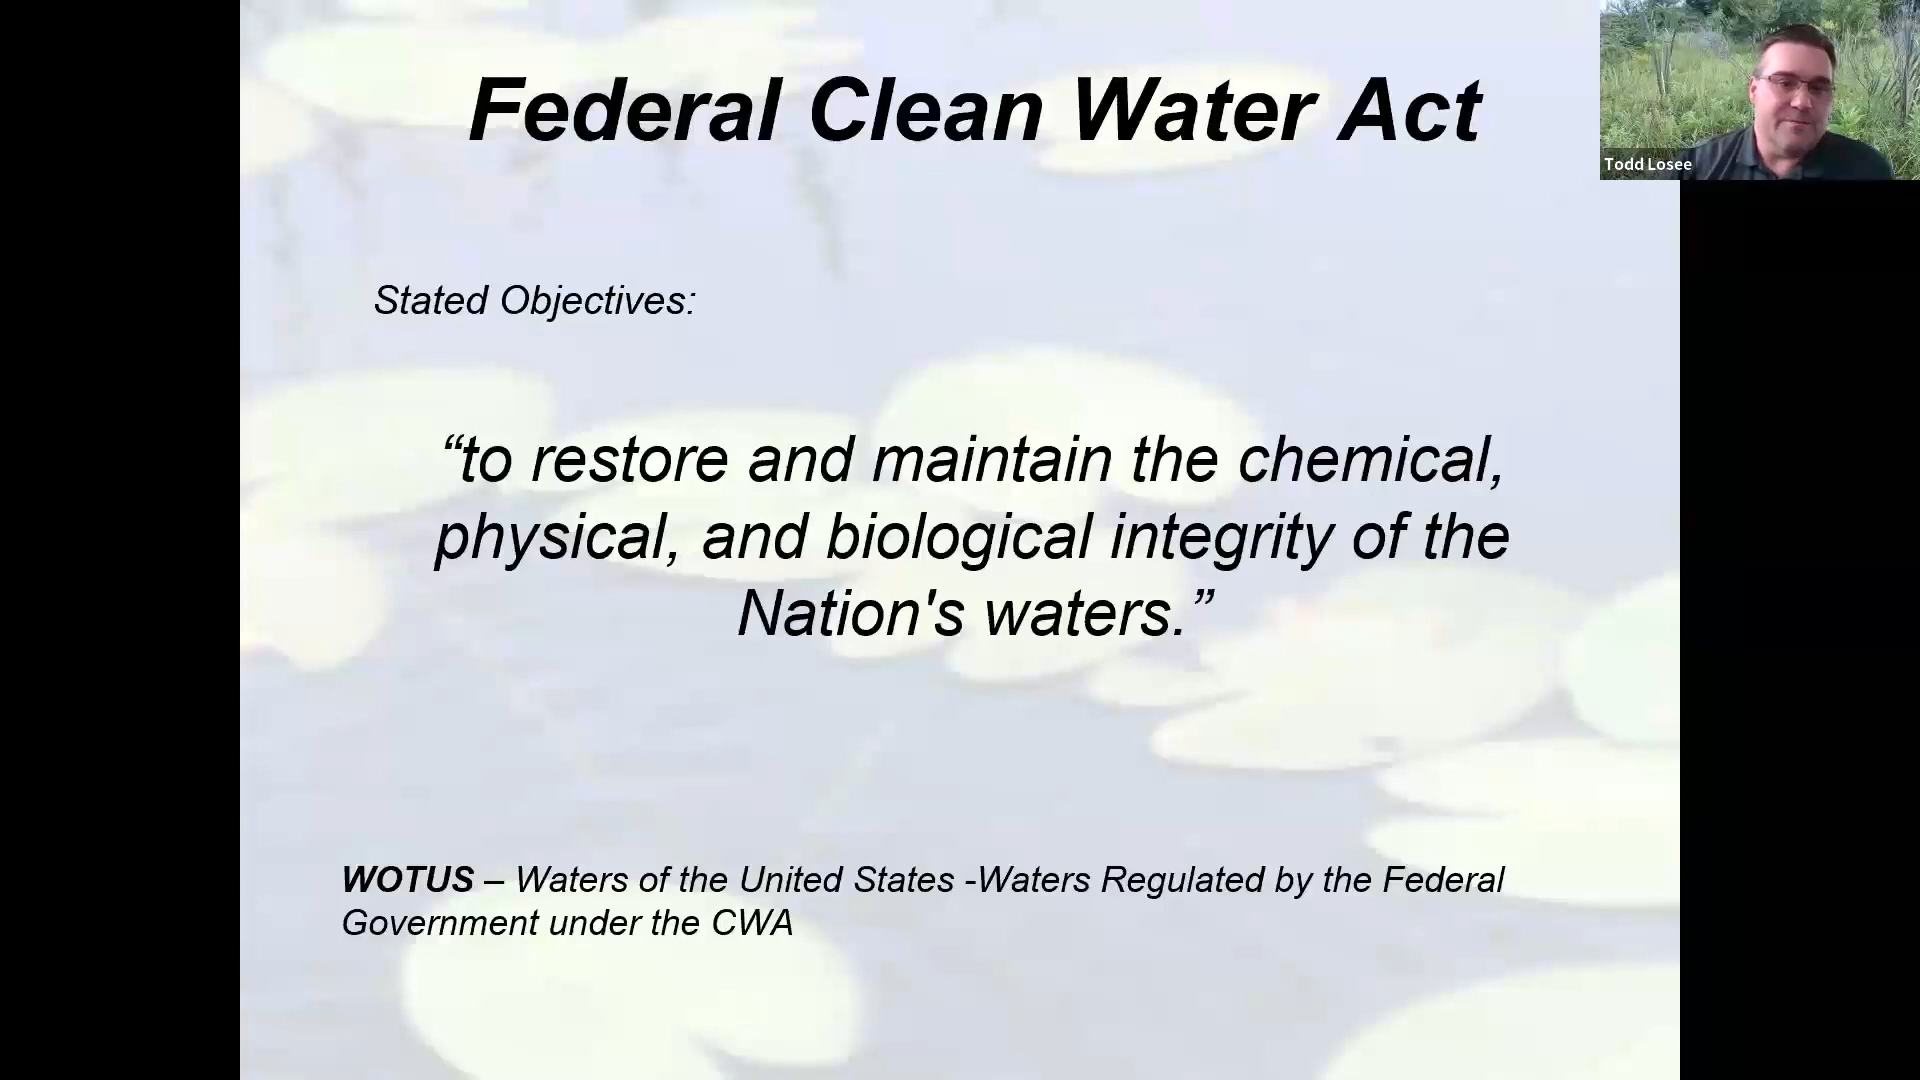 Federal Clean Water Act
Todd Losee
Stated Objectives:
“to restore and maintain the chemical,
physical, and biological integrity of the
Nation's waters.”
WOTUS – Waters of the United States -Waters Regulated by the Federal
Government under the CWA